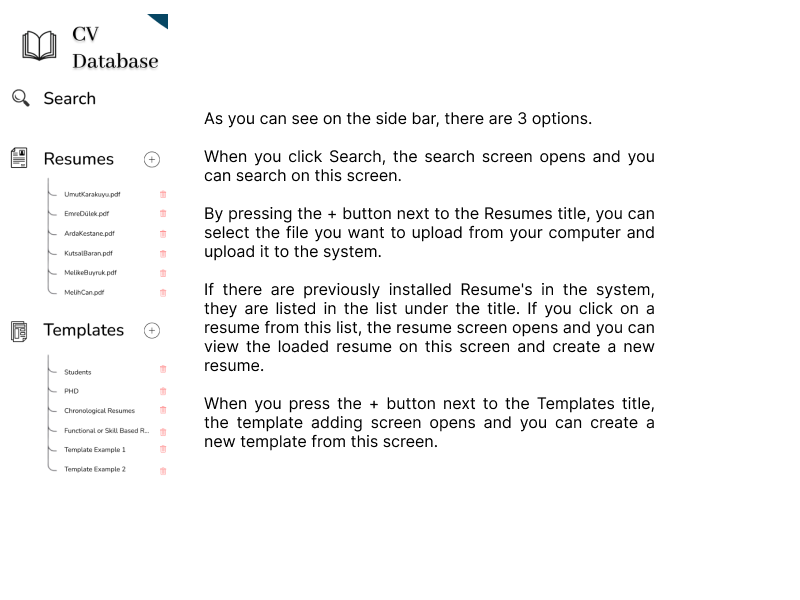 CV
Database
Search
Resumes
UmutKarakuyu.pdf
EmreDülek.pdf
ArdaKestane.pdf
KutsalBaran.pdf
MelikeBuyruk.pdf
MelihCan.pdf
Templates
Students
PHD
Chronological Resumes
Functional or Skill Based R...
Template Example 1
Template Example 2
As you can see on the side bar, there are 3 options.
When you click Search, the search screen opens and you
can search on this screen.
By pressing the + button next to the Resumes title, you can
select the file you want to upload from your computer and
upload it to the system.
If there are previously installed Resume's in the system,
they are listed in the list under the title. If you click on a
resume from this list, the resume screen opens and you can
view the loaded resume on this screen and create a new
resume.
When you press the + button next to the Templates title,
the template adding screen opens and you can create a
new template from this screen.